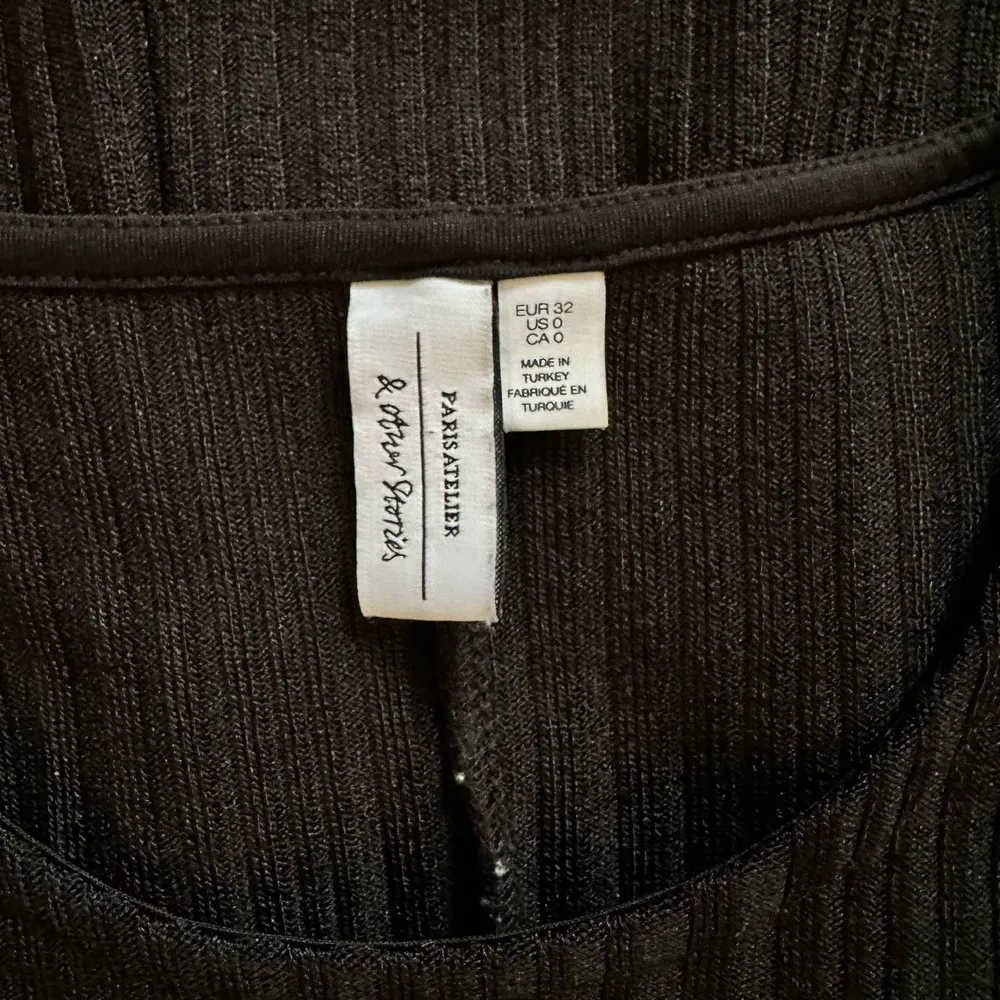 PARIS ATELIER
& Other Stories
EUR 32
US 0
CA 0
MADE IN
TURKEY
FABRIQUÉ EN
TURQUIE